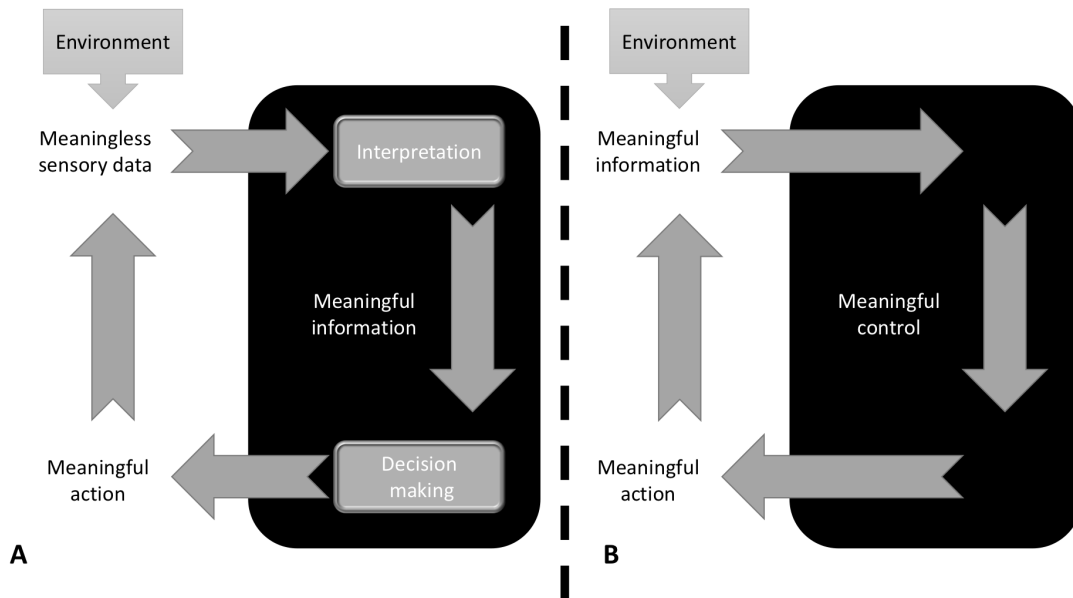 Environment
Meaningless
sensory data
Interpretation
Meaningful
information
Decision
making
Meaningful
action
A
Environment
Meaningful
information
Meaningful
control
Meaningful
action
B